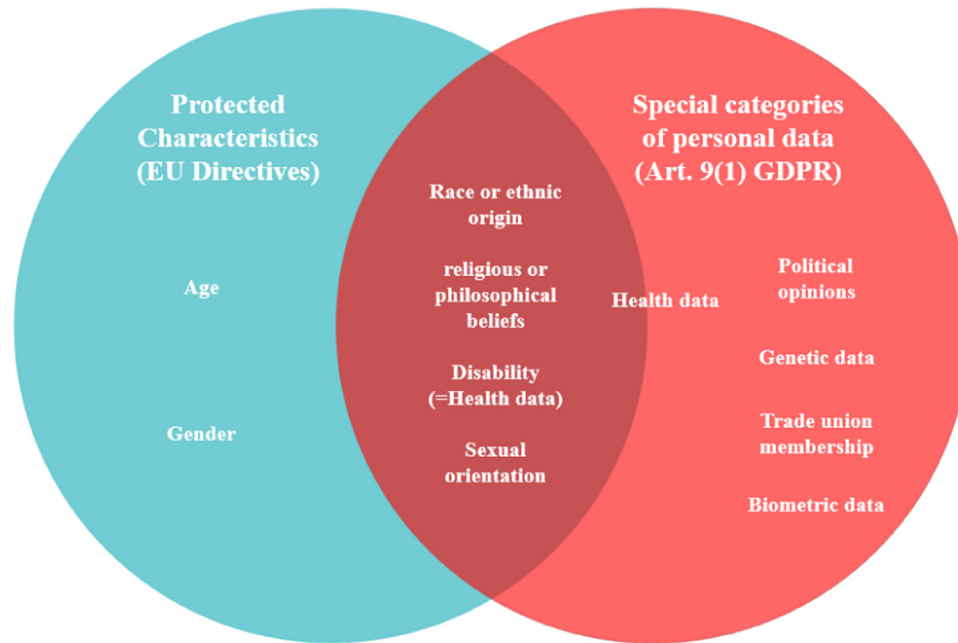 Protected
Characteristics
(EU Directives)
Age
Gender
Race or ethnic
origin
religious or
philosophical
beliefs
Disability
(=Health data)
Sexual
orientation
Special categories
of personal data
(Art. 9(1) GDPR)
Health data
Political
opinions
Genetic data
Trade union
membership
Biometric data